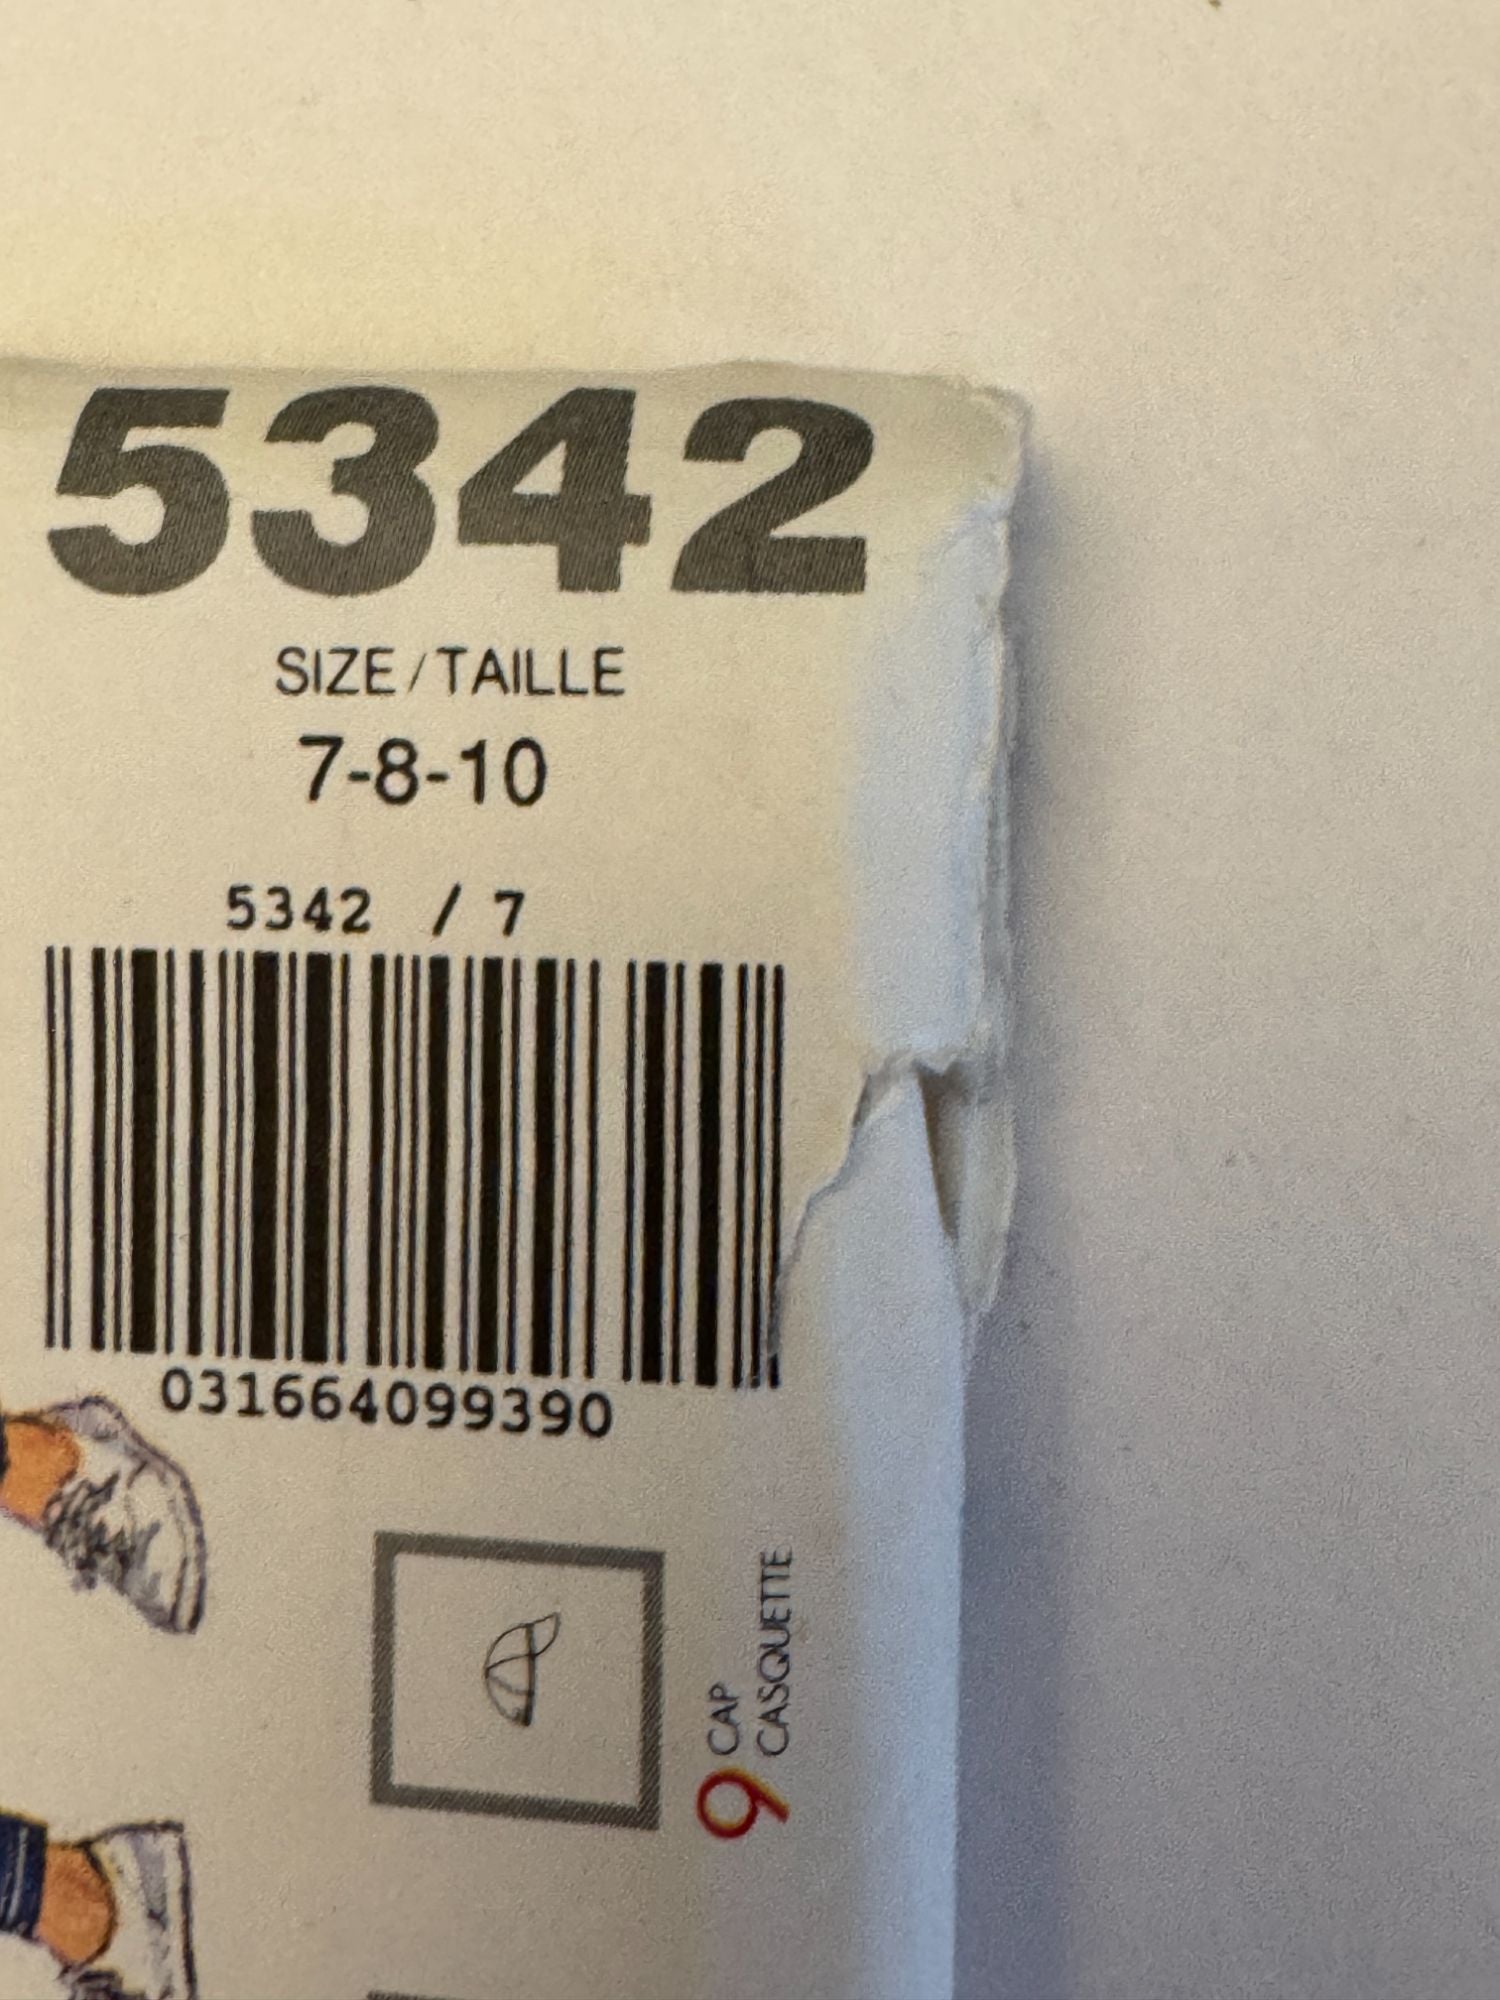 5342
SIZE/TAILLE
7-8-10
5342 / 7
031664099390
9 CAP
CASQUETTE